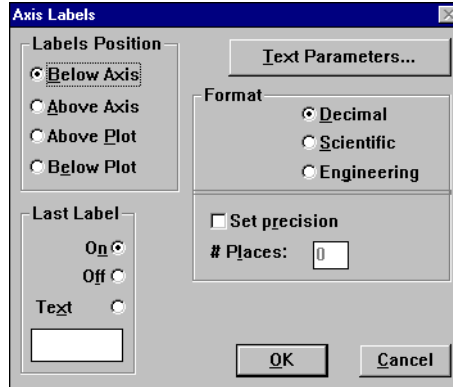 Axis Labels
Labels Position
Below Axis
Above Axis
Above Plot
Below Plot
Text Parameters...
Format
Decimal
Scientific
Engineering
Set precision
# Places: 0
Last Label
On
Off
Text
OK
Cancel